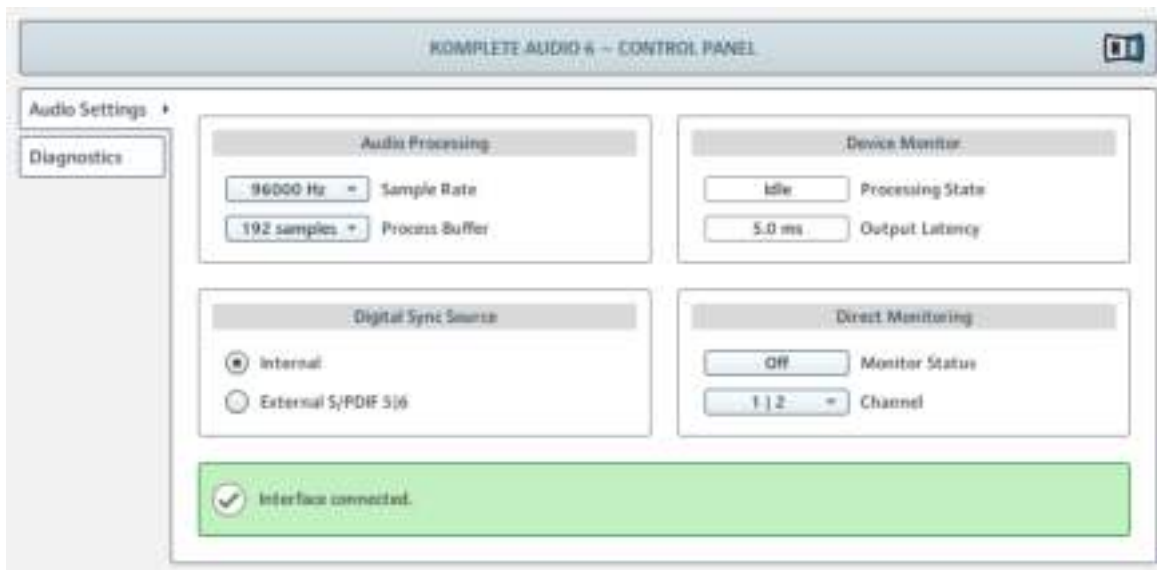 KOMPLETE AUDIO 6 – CONTROL PANEL
Audio Settings
Diagnostics
Audio Processing
96000 Hz Sample Rate
192 samples Process Buffer
Device Monitor
Idle Processing State
5.0 ms Output Latency
Digital Sync Source
Internal
External S/PDIF 5|6
Direct Monitoring
Off Monitor Status
1 | 2 Channel
Interface connected.